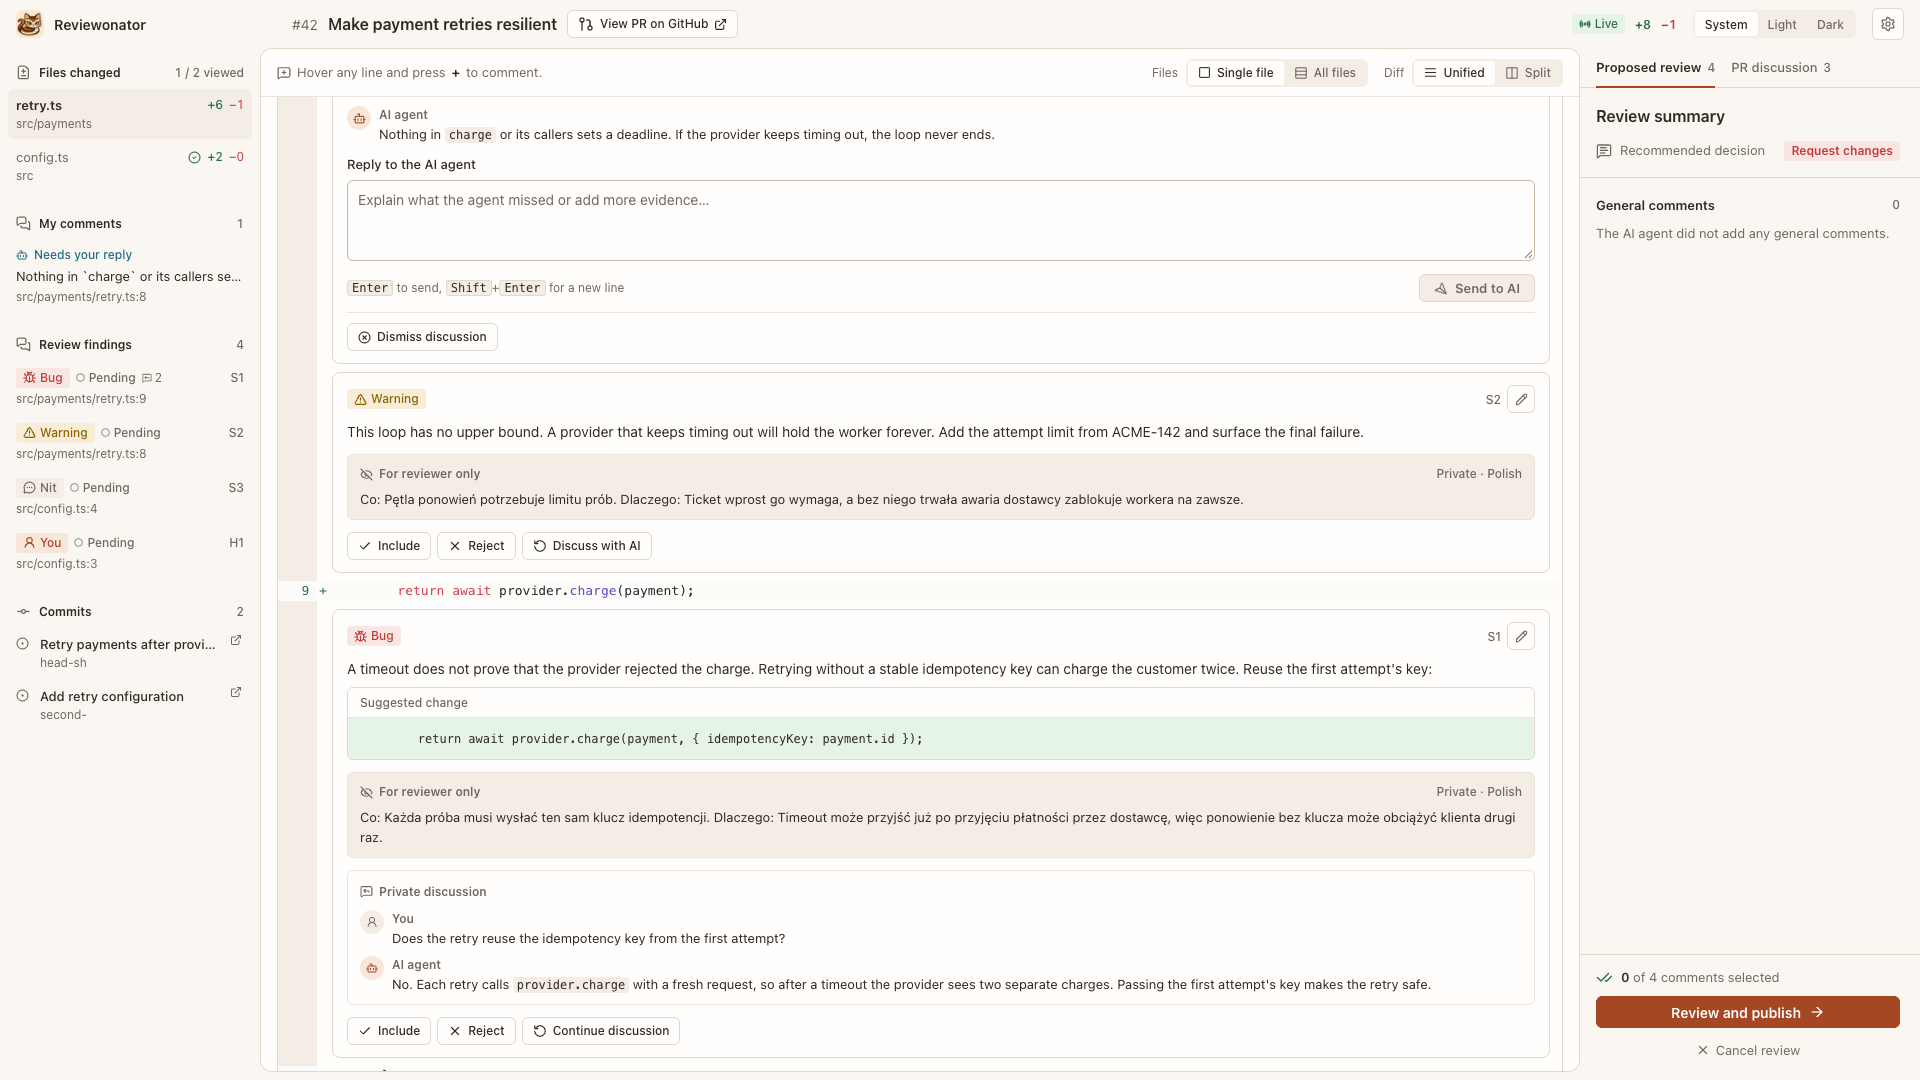 Reviewonator
#42 Make payment retries resilient
View PR on GitHub
Live +8 −1
System Light Dark
Files changed 1 / 2 viewed
retry.ts +6 −1
src/payments
config.ts +2 −0
src
My comments 1
Needs your reply
Nothing in `charge` or its callers se...
src/payments/retry.ts:8
Review findings 4
Bug Pending 2 S1
src/payments/retry.ts:9
Warning Pending S2
src/payments/retry.ts:8
Nit Pending S3
src/config.ts:4
You Pending H1
src/config.ts:3
Commits 2
Retry payments after provi...
head-sh
Add retry configuration
second-
Hover any line and press + to comment.
Files Single file All files Diff Unified Split
AI agent
Nothing in charge or its callers sets a deadline. If the provider keeps timing out, the loop never ends.
Reply to the AI agent
Explain what the agent missed or add more evidence...
Enter to send, Shift+Enter for a new line
Send to AI
Dismiss discussion
Warning S2
This loop has no upper bound. A provider that keeps timing out will hold the worker forever. Add the attempt limit from ACME-142 and surface the final failure.
For reviewer only Private · Polish
Co: Pętla ponowień potrzebuje limitu prób. Dlaczego: Ticket wprost go wymaga, a bez niego trwała awaria dostawcy zablokuje workera na zawsze.
Include Reject Discuss with AI
9 + return await provider.charge(payment);
Bug S1
A timeout does not prove that the provider rejected the charge. Retrying without a stable idempotency key can charge the customer twice. Reuse the first attempt's key:
Suggested change
return await provider.charge(payment, { idempotencyKey: payment.id });
For reviewer only Private · Polish
Co: Każda próba musi wysłać ten sam klucz idempotencji. Dlaczego: Timeout może przyjść już po przyjęciu płatności przez dostawcę, więc ponowienie bez klucza może obciążyć klienta drugi
raz.
Private discussion
You
Does the retry reuse the idempotency key from the first attempt?
AI agent
No. Each retry calls provider.charge with a fresh request, so after a timeout the provider sees two separate charges. Passing the first attempt's key makes the retry safe.
Include Reject Continue discussion
Proposed review 4 PR discussion 3
Review summary
Recommended decision Request changes
General comments 0
The AI agent did not add any general comments.
0 of 4 comments selected
Review and publish
Cancel review